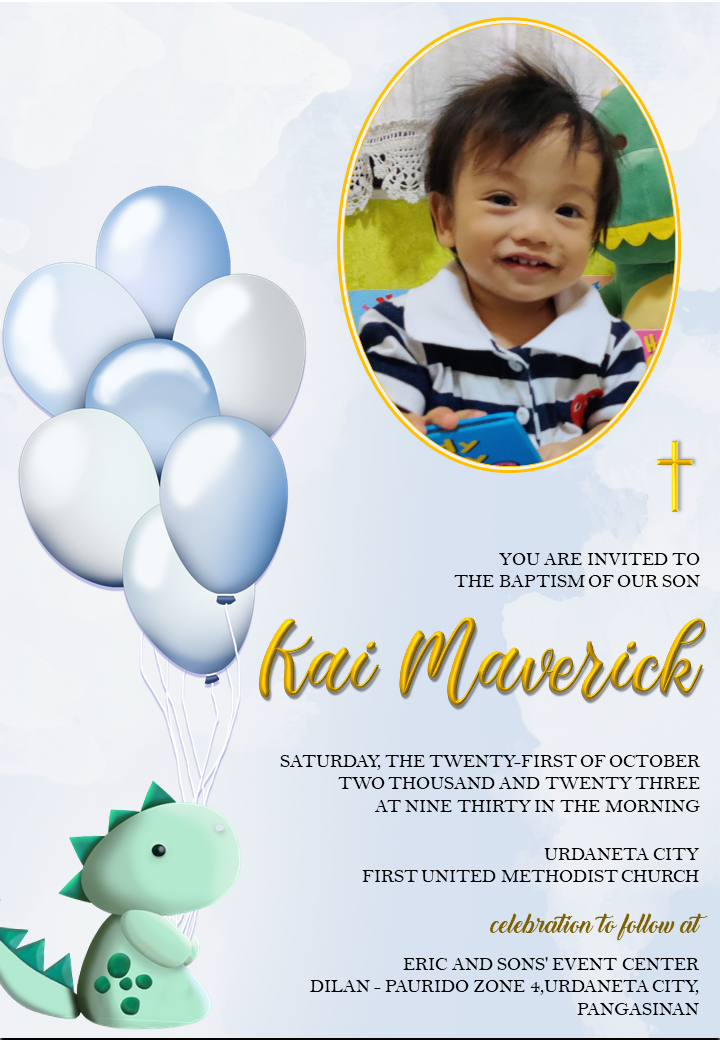 YOU ARE INVITED TO
THE BAPTISM OF OUR SON
Kai Maverick
SATURDAY, THE TWENTY-FIRST OF OCTOBER
TWO THOUSAND AND TWENTY THREE
AT NINE THIRTY IN THE MORNING
URDANETA CITY
FIRST UNITED METHODIST CHURCH
celebration to follow at
ERIC AND SONS' EVENT CENTER
DILAN - PAURIDO ZONE 4,URDANETA CITY,
PANGASINAN